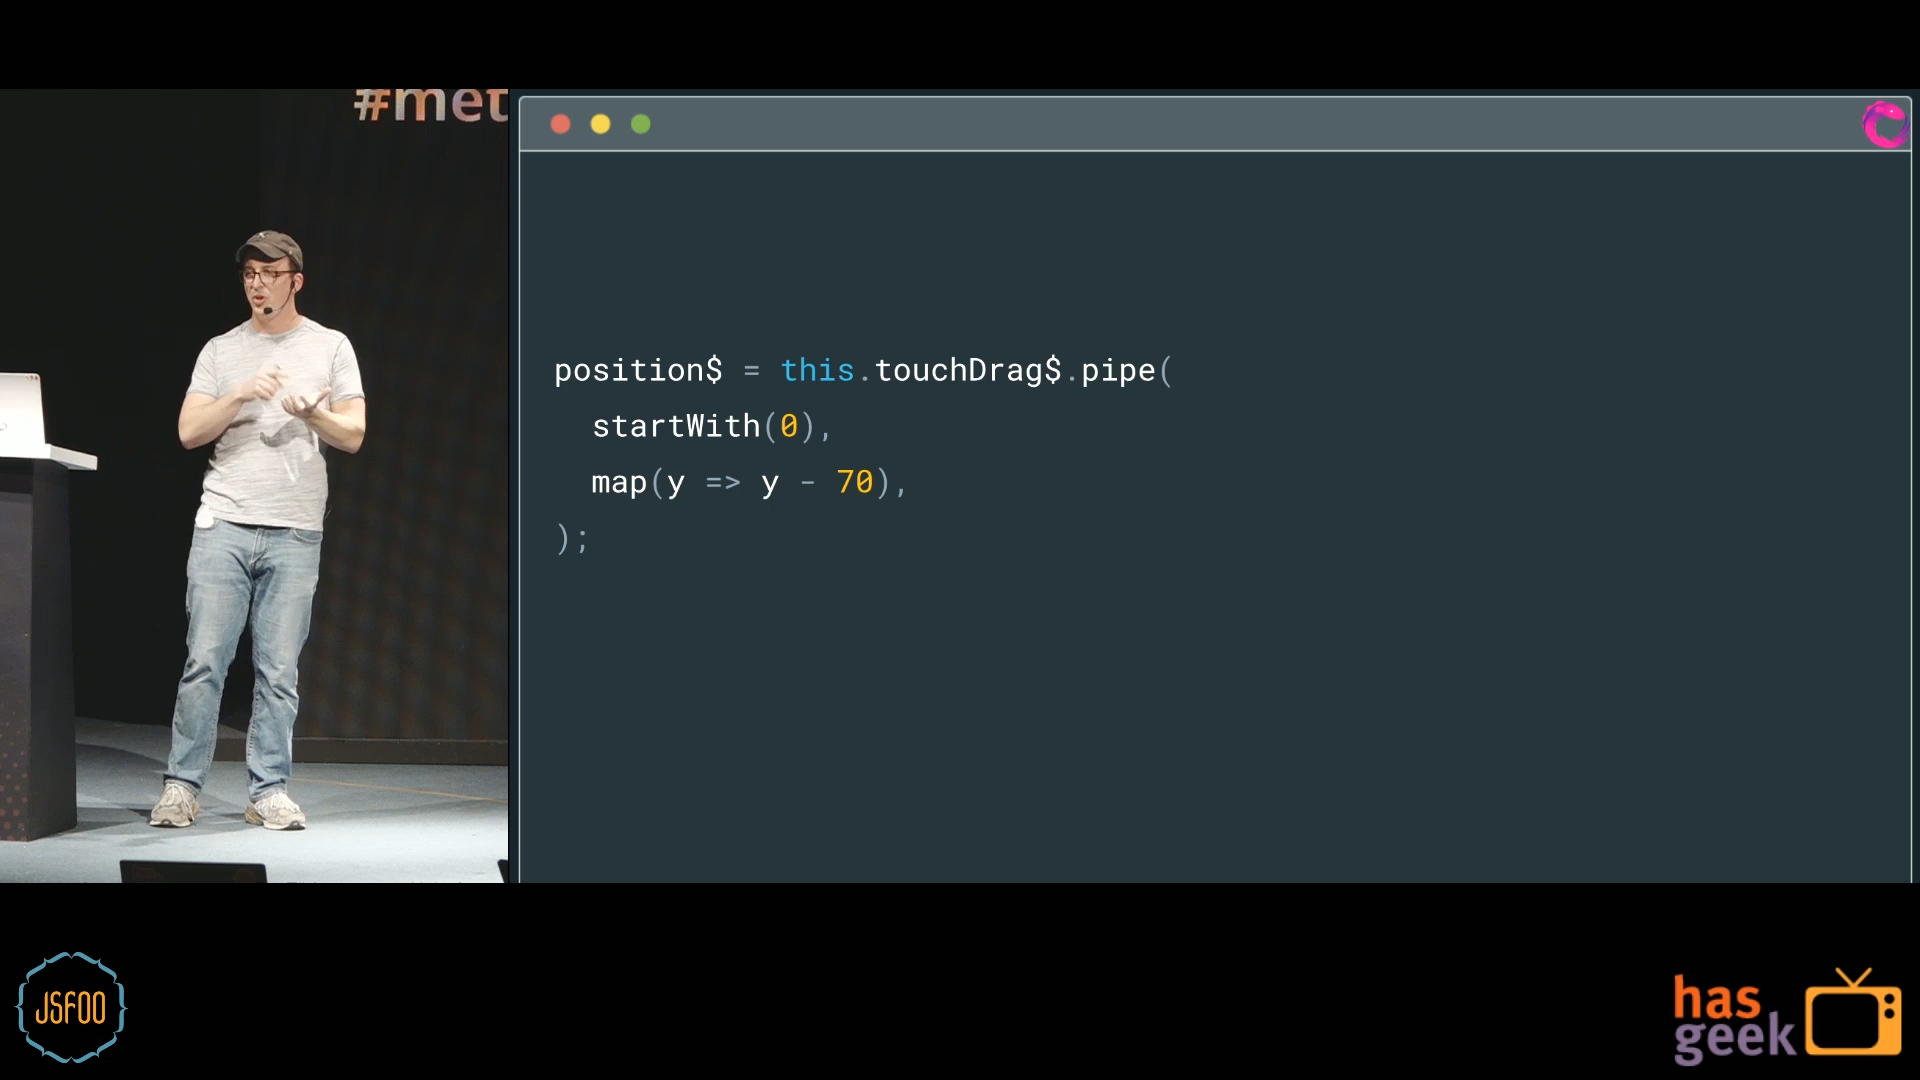 #met
position$ = this.touchDrag$.pipe(
startWith(0),
map(y => y - 70),
);
JSFOO
has
geek